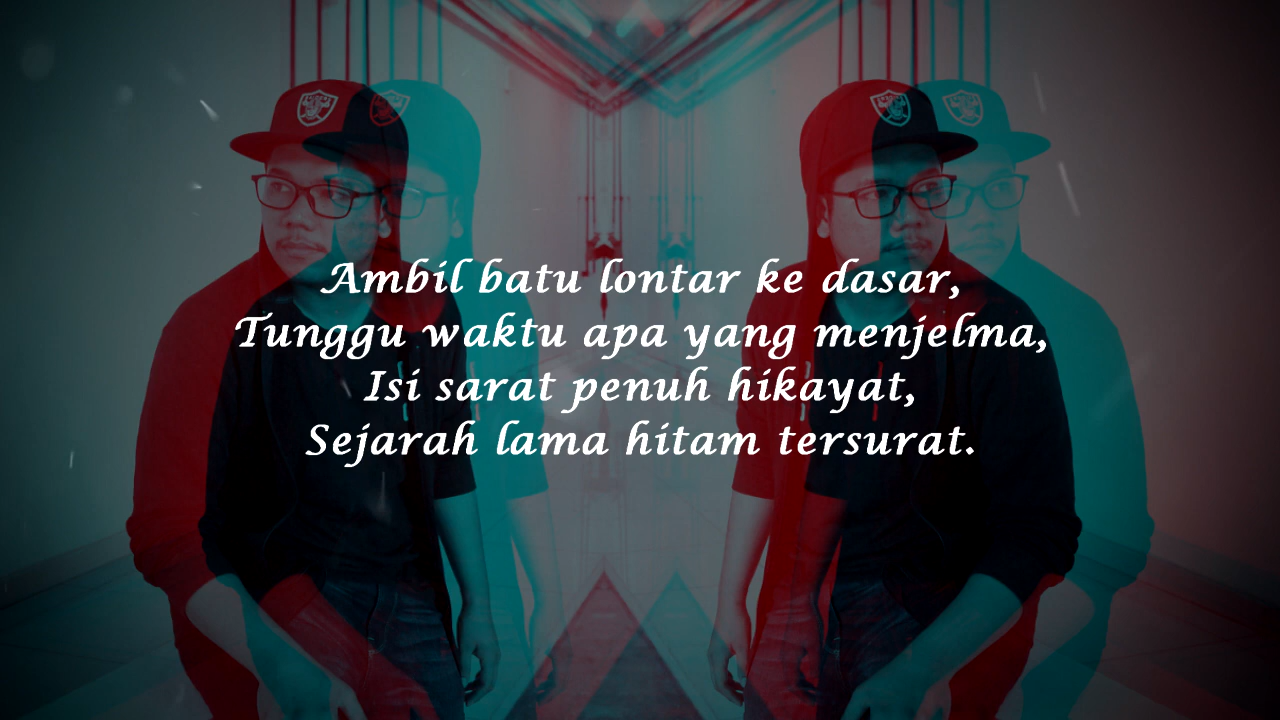 Ambil batu lontar ke dasar,
Tunggu waktu apa yang menjelma,
Isi sarat penuh hikayat,
Sejarah lama hitam tersurat.